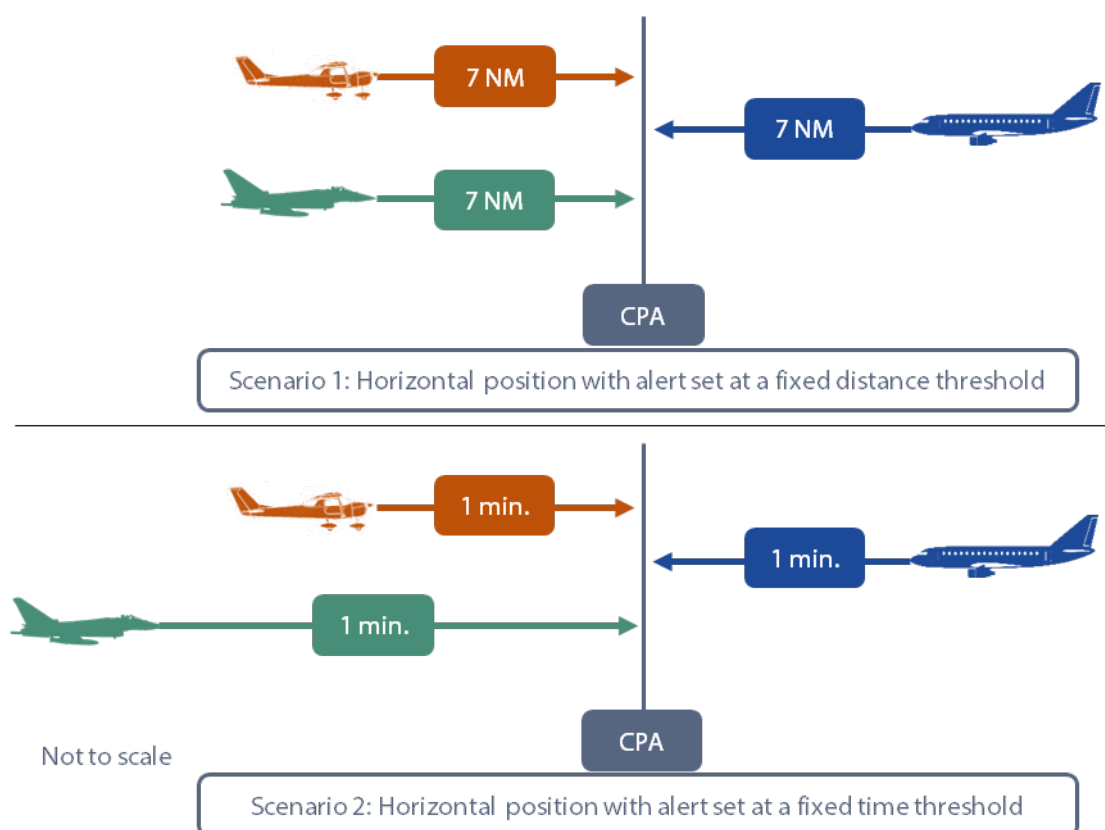 7 NM
7 NM
7 NM
CPA
Scenario 1: Horizontal position with alert set at a fixed distance threshold
1 min.
1 min.
1 min.
CPA
Not to scale
Scenario 2: Horizontal position with alert set at a fixed time threshold